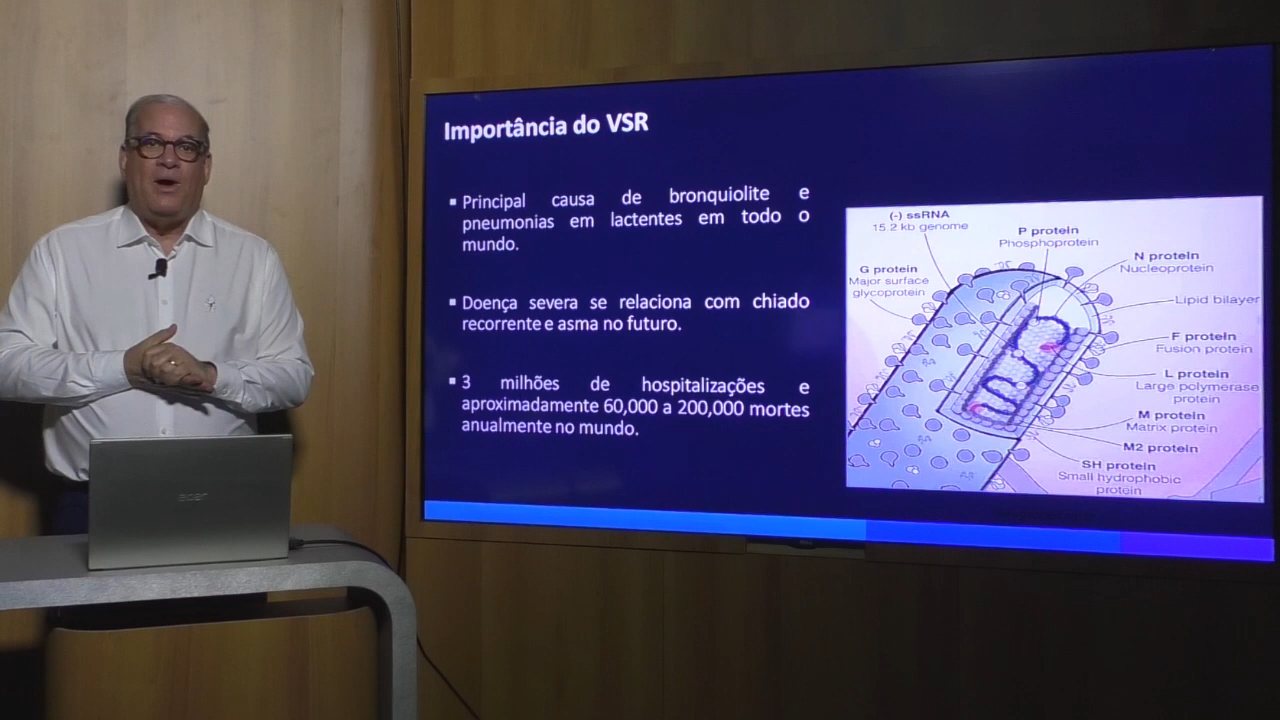 Importância do VSR
▪ Principal causa de bronquiolite e
pneumonias em lactentes em todo o
mundo.
▪ Doença severa se relaciona com chiado
recorrente e asma no futuro.
▪ 3 milhões de hospitalizações e
aproximadamente 60,000 a 200,000 mortes
anualmente no mundo.
(-) ssRNA
15.2 kb genome
P protein
Phosphoprotein
N protein
Nucleoprotein
G protein
Major surface
glycoprotein
Lipid bilayer
F protein
Fusion protein
L protein
Large polymerase
protein
M protein
Matrix protein
M2 protein
SH protein
Small hydrophobic
protein
acer